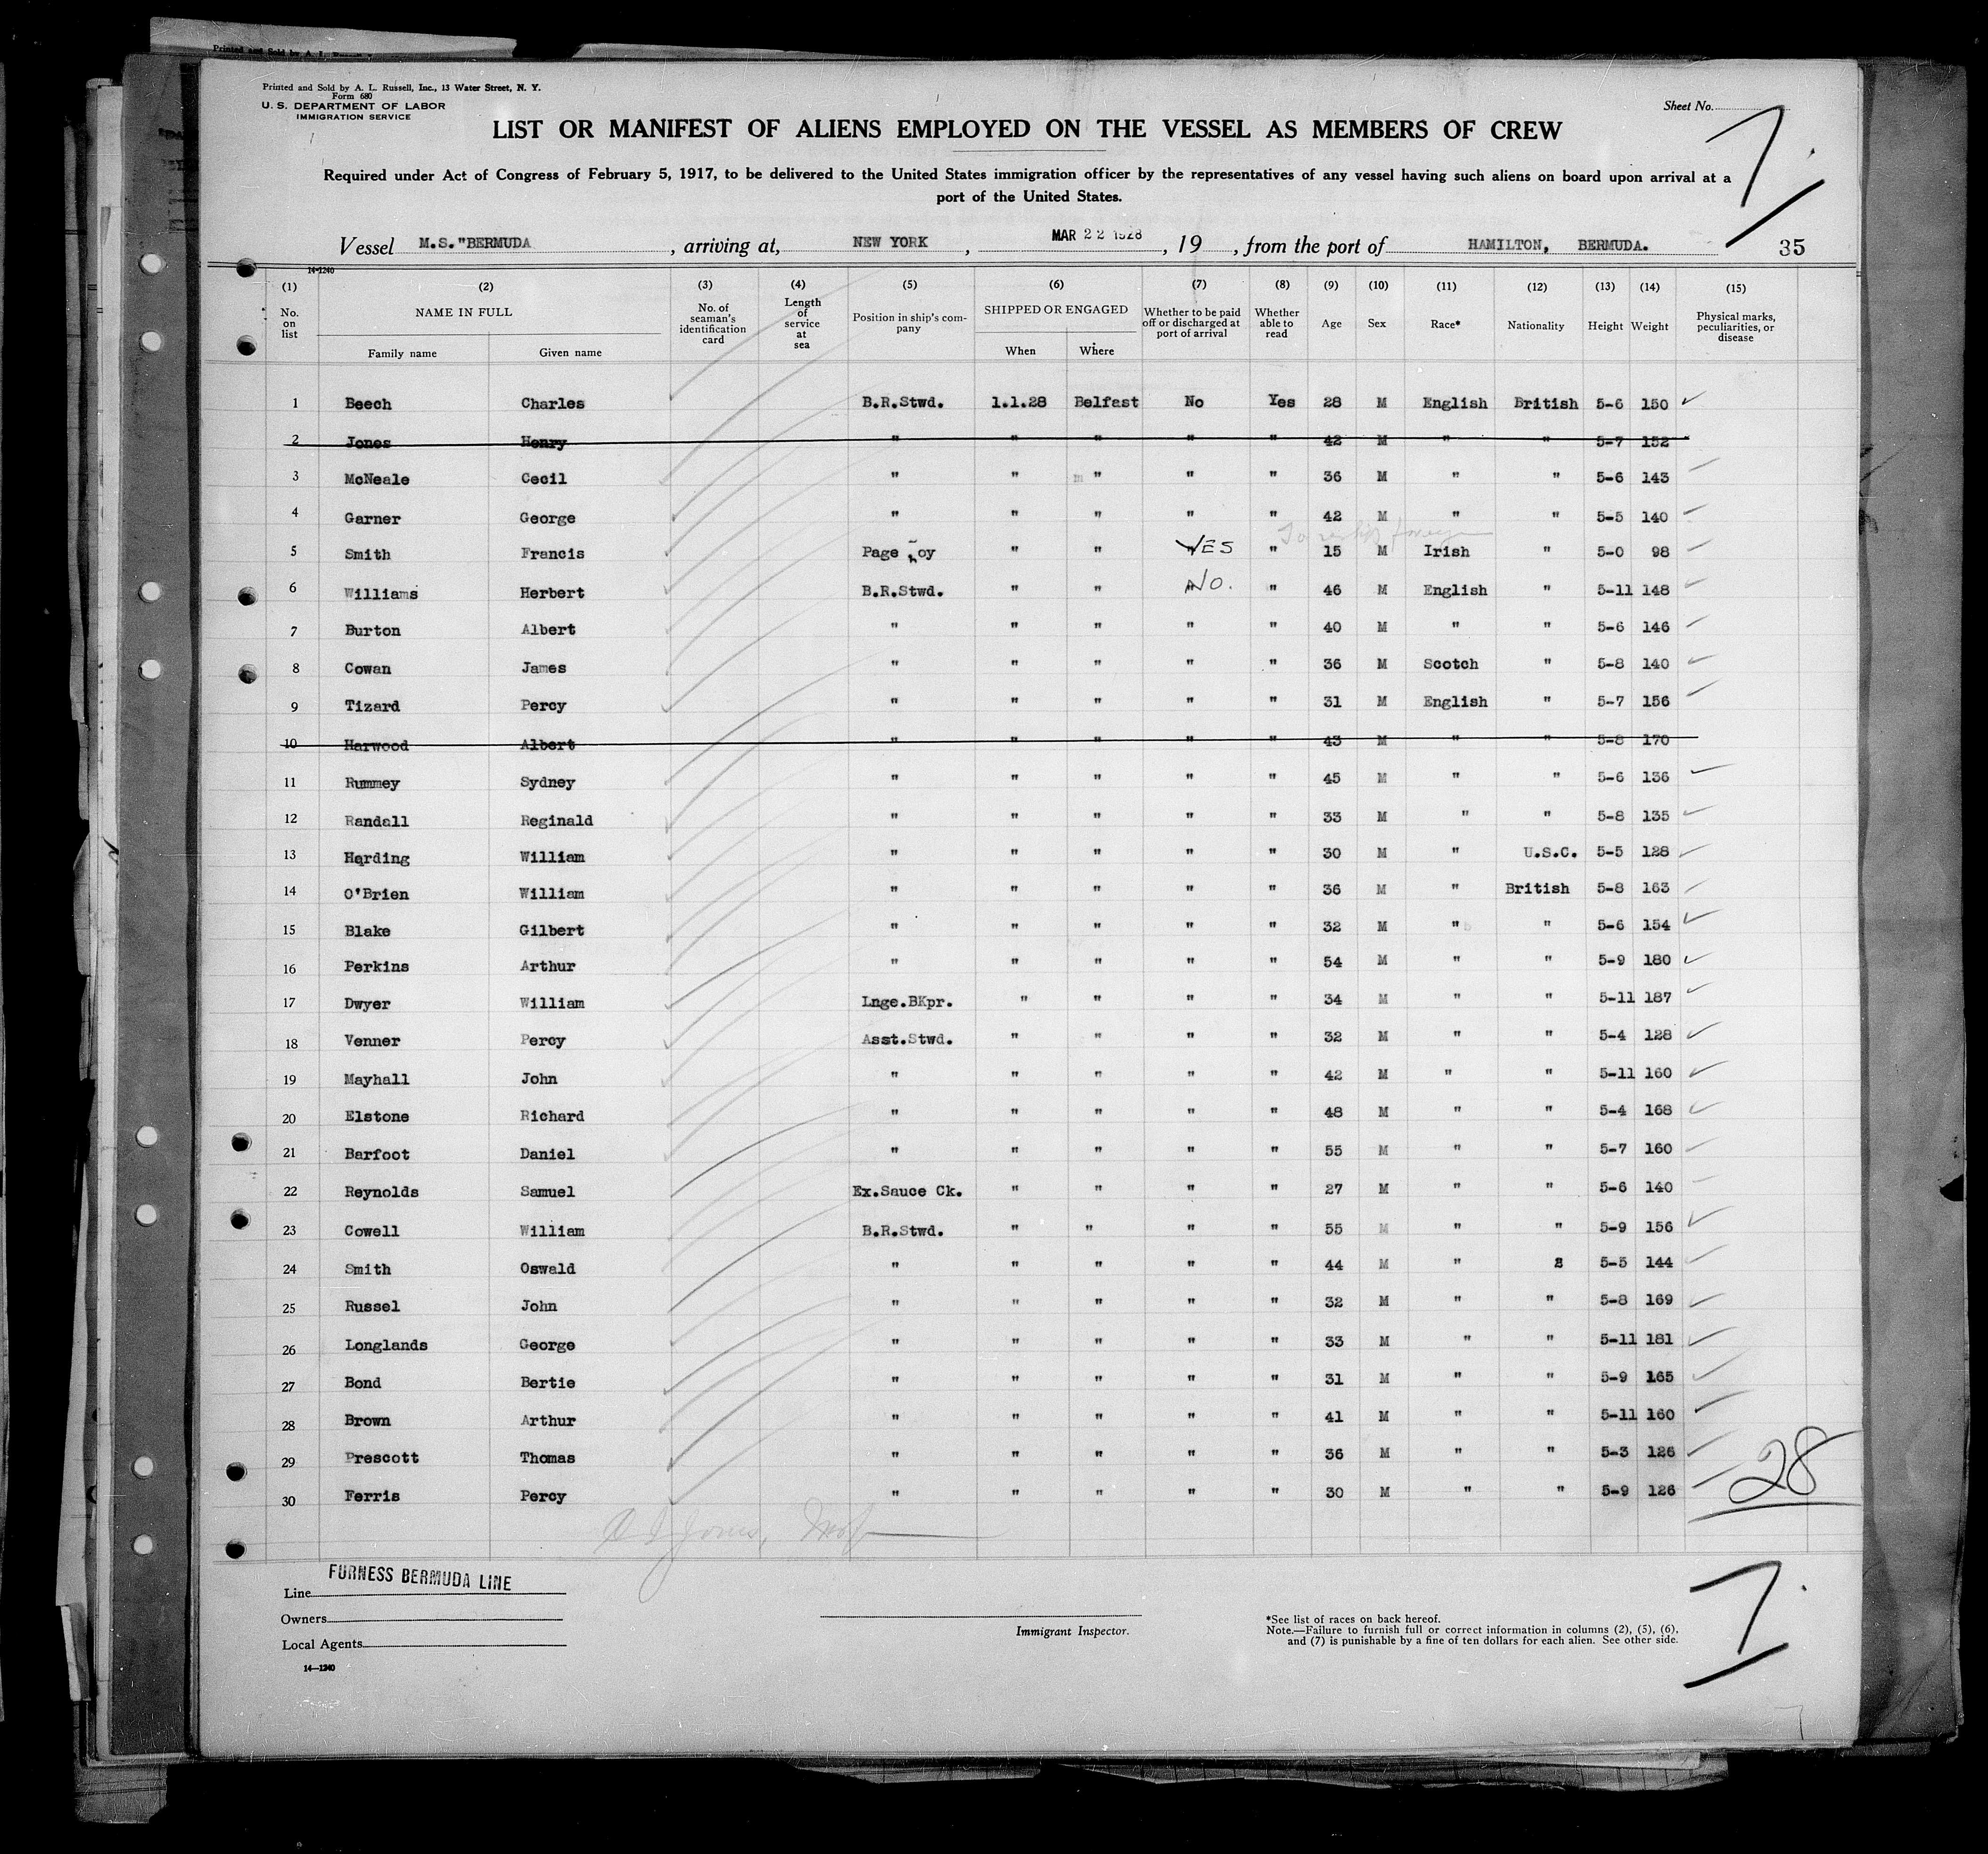 Printed and Sold by A. L. Russell, Inc., 13 Water Street, N. Y.
Form 680
U. S. DEPARTMENT OF LABOR
IMMIGRATION SERVICE
Sheet No.
7.
LIST OR MANIFEST OF ALIENS EMPLOYED ON THE VESSEL AS MEMBERS OF CREW
Required under Act of Congress of February 5, 1917, to be delivered to the United States immigration officer by the representatives of any vessel having such aliens on board upon arrival at a
port of the United States.
Vessel M.S."BERMUDA , arriving at, NEW YORK , MAR 22 1928 , 19 , from the port of HAMILTON, BERMUDA. 35
14-1240
(1) (2) (3) (4) (5) (6) (7) (8) (9) (10) (11) (12) (13) (14) (15)
No. on list NAME IN FULL Family name Given name No. of seaman's identification card Length of service at sea Position in ship's com-pany SHIPPED OR ENGAGED When Where Whether to be paid off or discharged at port of arrival Whether able to read Age Sex Race* Nationality Height Weight Physical marks, peculiarities, or disease
1 Beech Charles B.R.Stwd. 1.1.28 Belfast No Yes 28 M English British 5-6 150
2 Jones Henry " " " " " 42 M " " 5-7 152
3 McNeale Cecil " " " " " 36 M " " 5-6 143
4 Garner George " " " " " 42 M " " 5-5 140
5 Smith Francis Page oy " " YES " 15 M Irish " 5-0 98
6 Williams Herbert B.R.Stwd. " " No. " 46 M English " 5-11 148
7 Burton Albert " " " " " 40 M " " 5-6 146
8 Cowan James " " " " " 36 M Scotch " 5-8 140
9 Tizard Percy " " " " " 31 M English " 5-7 156
10 Harwood Albert " " " " " 43 M " " 5-8 170
11 Rummey Sydney " " " " " 45 M " " 5-6 136
12 Randall Reginald " " " " " 33 M " " 5-8 135
13 Harding William " " " " " 30 M " U.S.C. 5-5 128
14 O'Brien William " " " " " 36 M " British 5-8 163
15 Blake Gilbert " " " " " 32 M " " 5-6 154
16 Perkins Arthur " " " " " 54 M " " 5-9 180
17 Dwyer William Lnge.BKpr. " " " " 34 M " " 5-11 187
18 Venner Percy Asst.Stwd. " " " " 32 M " " 5-4 128
19 Mayhall John " " " " " 42 M " " 5-11 160
20 Elstone Richard " " " " " 48 M " " 5-4 168
21 Barfoot Daniel " " " " " 55 M " " 5-7 160
22 Reynolds Samuel Ex.Sauce Ck. " " " " 27 M " " 5-6 140
23 Cowell William B.R.Stwd. " " " " 55 M " " 5-9 156
24 Smith Oswald " " " " " 44 M " 2 5-5 144
25 Russel John " " " " " 32 M " " 5-8 169
26 Longlands George " " " " " 33 M " " 5-11 181
27 Bond Bertie " " " " " 31 M " " 5-9 165
28 Brown Arthur " " " " " 41 M " " 5-11 160
29 Prescott Thomas " " " " " 36 M " " 5-3 126
30 Ferris Percy " " " " " 30 M " " 5-9 126
28
Line FURNESS BERMUDA LINE
Owners
Local Agents
14—1240
Immigrant Inspector.
*See list of races on back hereof.
Note.—Failure to furnish full or correct information in columns (2), (5), (6),
and (7) is punishable by a fine of ten dollars for each alien. See other side.
7.